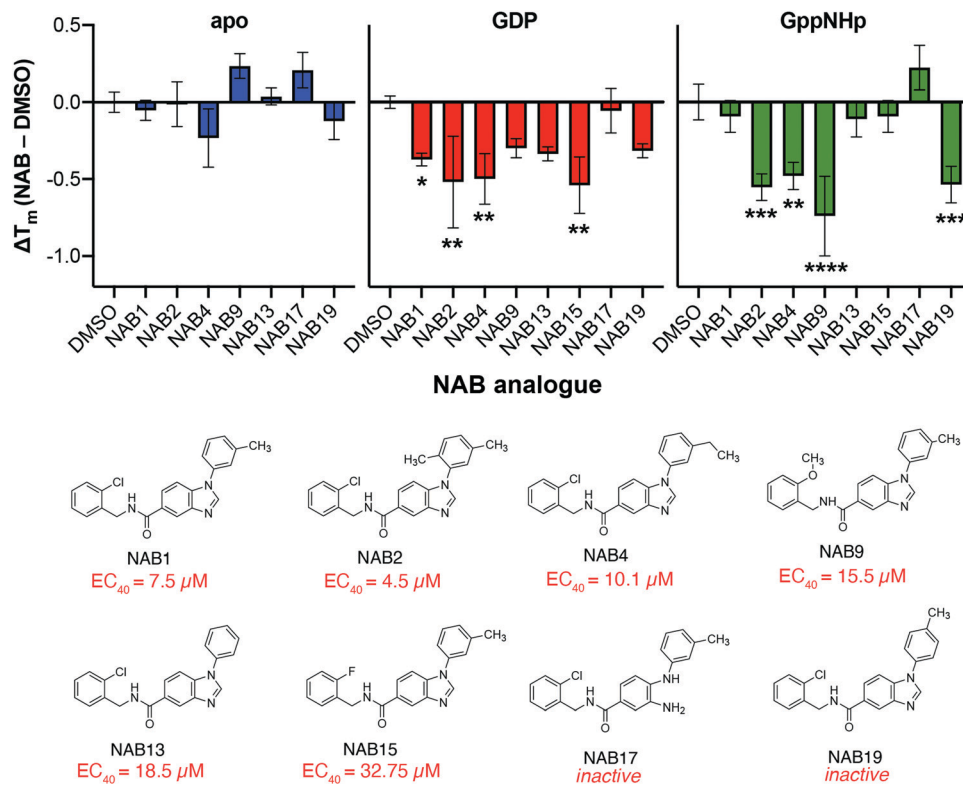 apo GDP GppNHp
ΔTm (NAB – DMSO)
0.5
0.0
-0.5
-1.0
*
**
**
**
***
**
****
***
DMSO NAB1 NAB2 NAB4 NAB9 NAB13 NAB17 NAB19
DMSO NAB1 NAB2 NAB4 NAB9 NAB13 NAB15 NAB17 NAB19
DMSO NAB1 NAB2 NAB4 NAB9 NAB13 NAB15 NAB17 NAB19
NAB analogue
CH3 Cl N NH N O
NAB1
EC40 = 7.5 µM
CH3 H3C Cl N H N N O
NAB2
EC40 = 4.5 µM
CH3 Cl N H N N O
NAB4
EC40 = 10.1 µM
CH3 CH3 O N NH N O
NAB9
EC40 = 15.5 µM
Cl N H N N O
NAB13
EC40 = 18.5 µM
CH3 F N H N N O
NAB15
EC40 = 32.75 µM
CH3 Cl NH H N NH2 O
NAB17
inactive
CH3 Cl N H N N O
NAB19
inactive